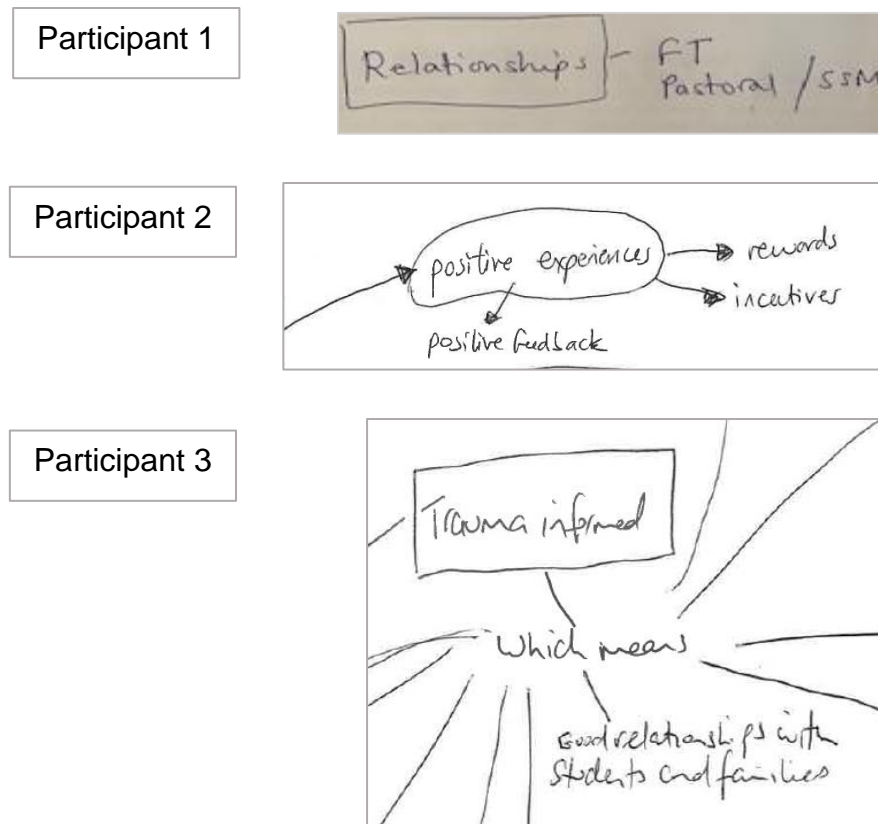 Participant 1
Relationships - FT
Pastoral / SSM
Participant 2
positive experiences
rewards
incentives
positive feedback
Participant 3
Trauma informed
Which means
Good relationships with
Students and families